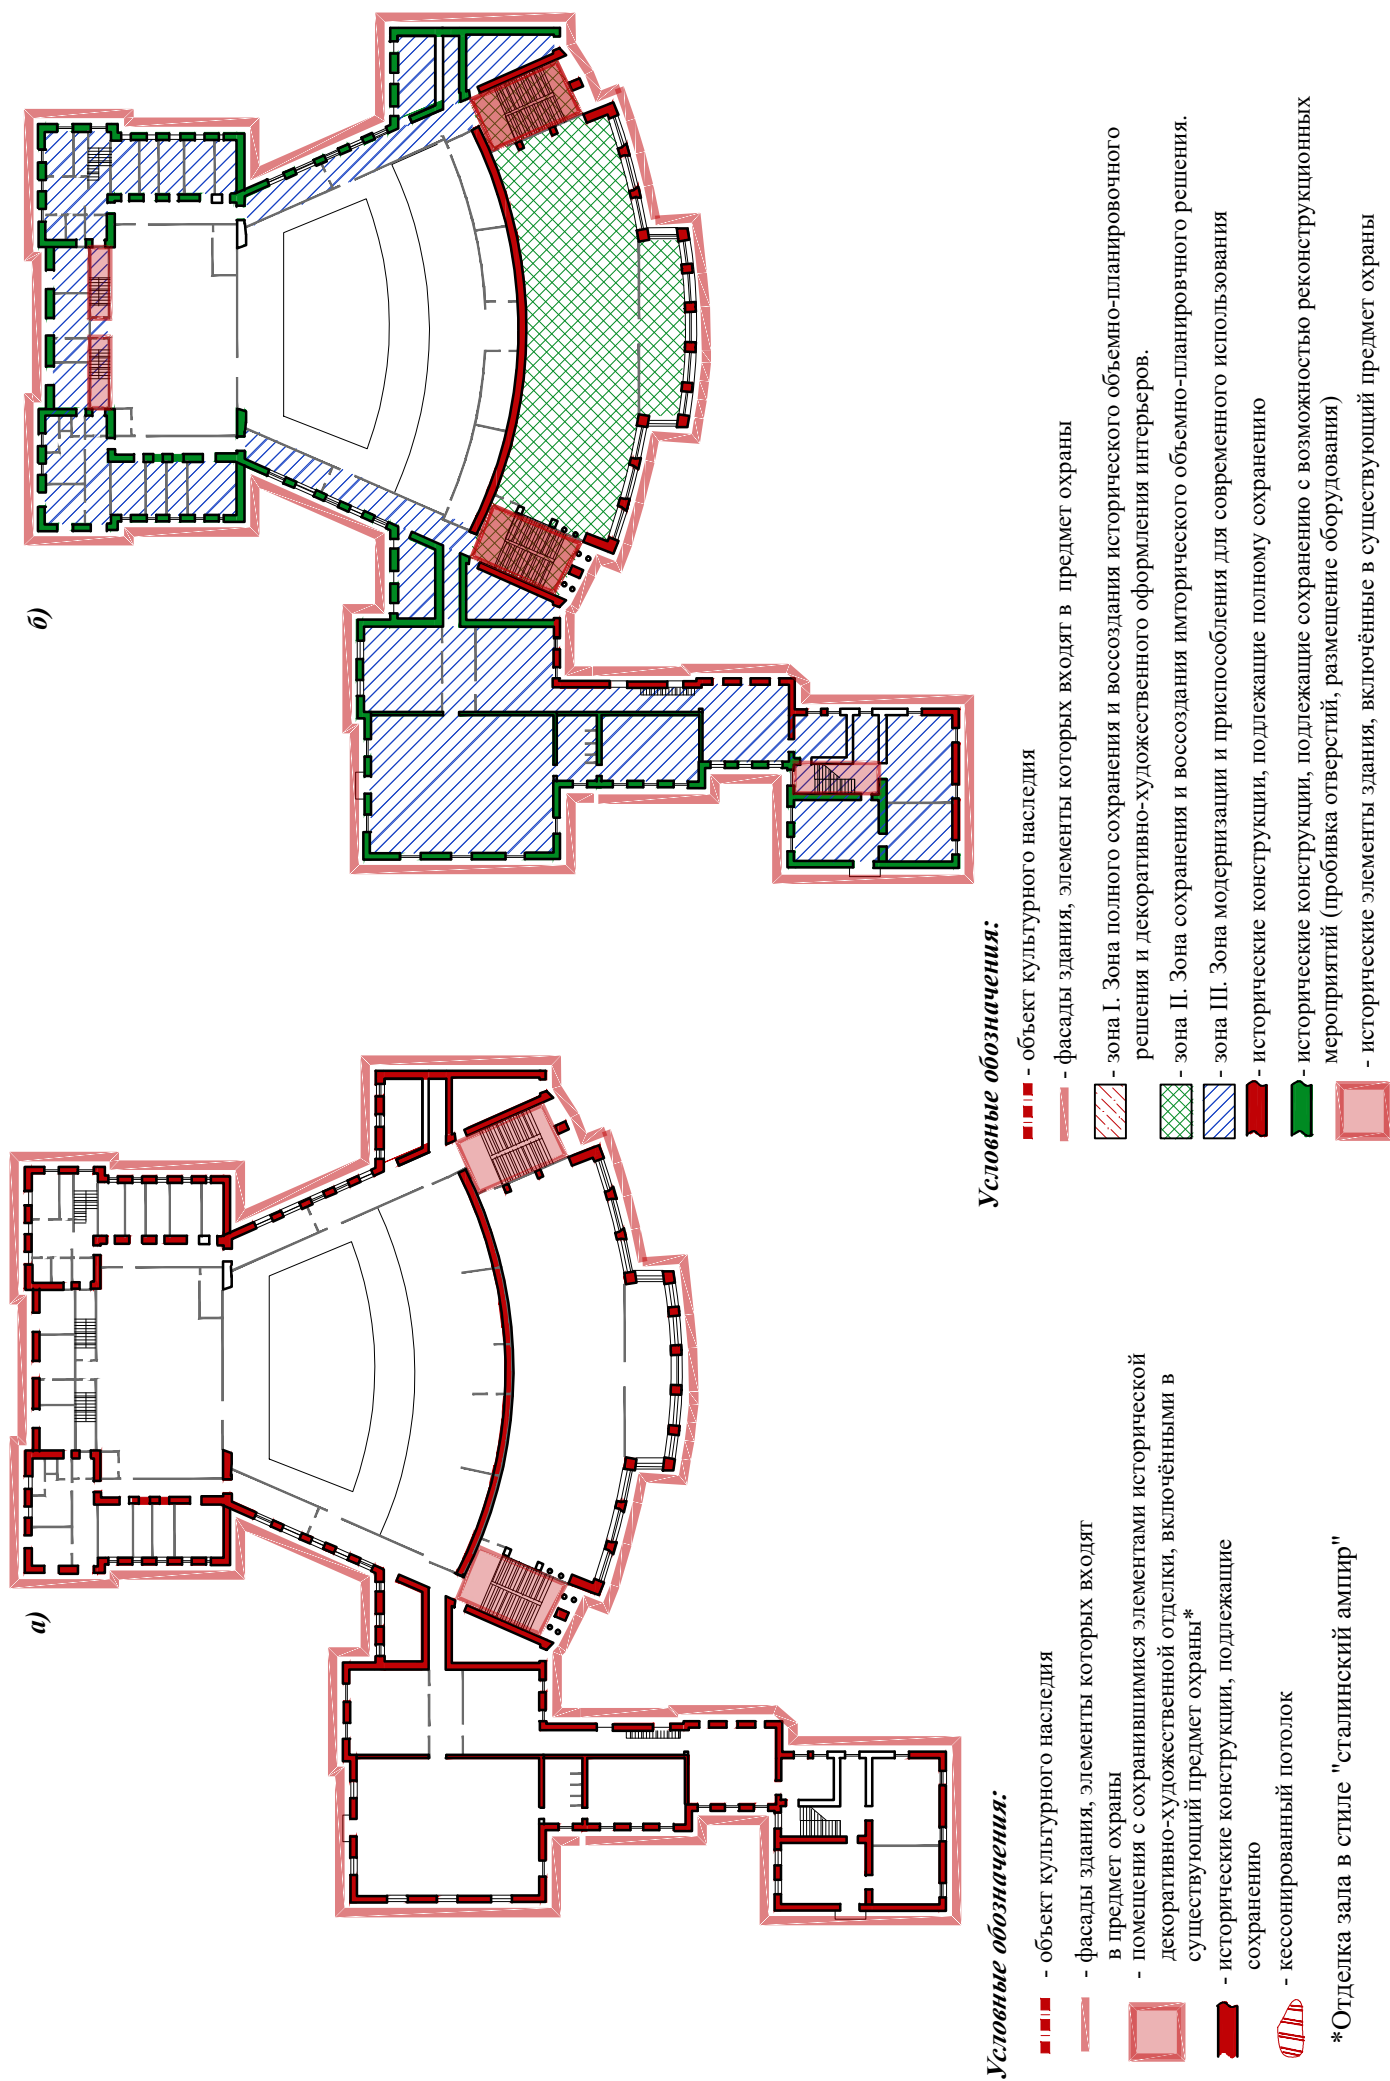 а)
Условные обозначения:
- объект культурного наследия
- фасады здания, элементы которых входят
в предмет охраны
- помещения с сохранившимися элементами исторической
декоративно-художественной отделки, включёнными в
существующий предмет охраны*
- исторические конструкции, подлежащие
сохранению
- кессонированный потолок
*Отделка зала в стиле "сталинский ампир"
б)
Условные обозначения:
- объект культурного наследия
- фасады здания, элементы которых входят в предмет охраны
- зона I. Зона полного сохранения и воссоздания исторического объемно-планировочного
решения и декоративно-художественного оформления интерьеров.
- зона II. Зона сохранения и воссоздания имторического объемно-планировочного решения.
- зона III. Зона модернизации и приспособления для современного использования
- исторические конструкции, подлежащие полному сохранению
- исторические конструкции, подлежащие сохранению с возможностью реконструкционных
мероприятий (пробивка отверстий, размещение оборудования)
- исторические элементы здания, включённые в существующий предмет охраны